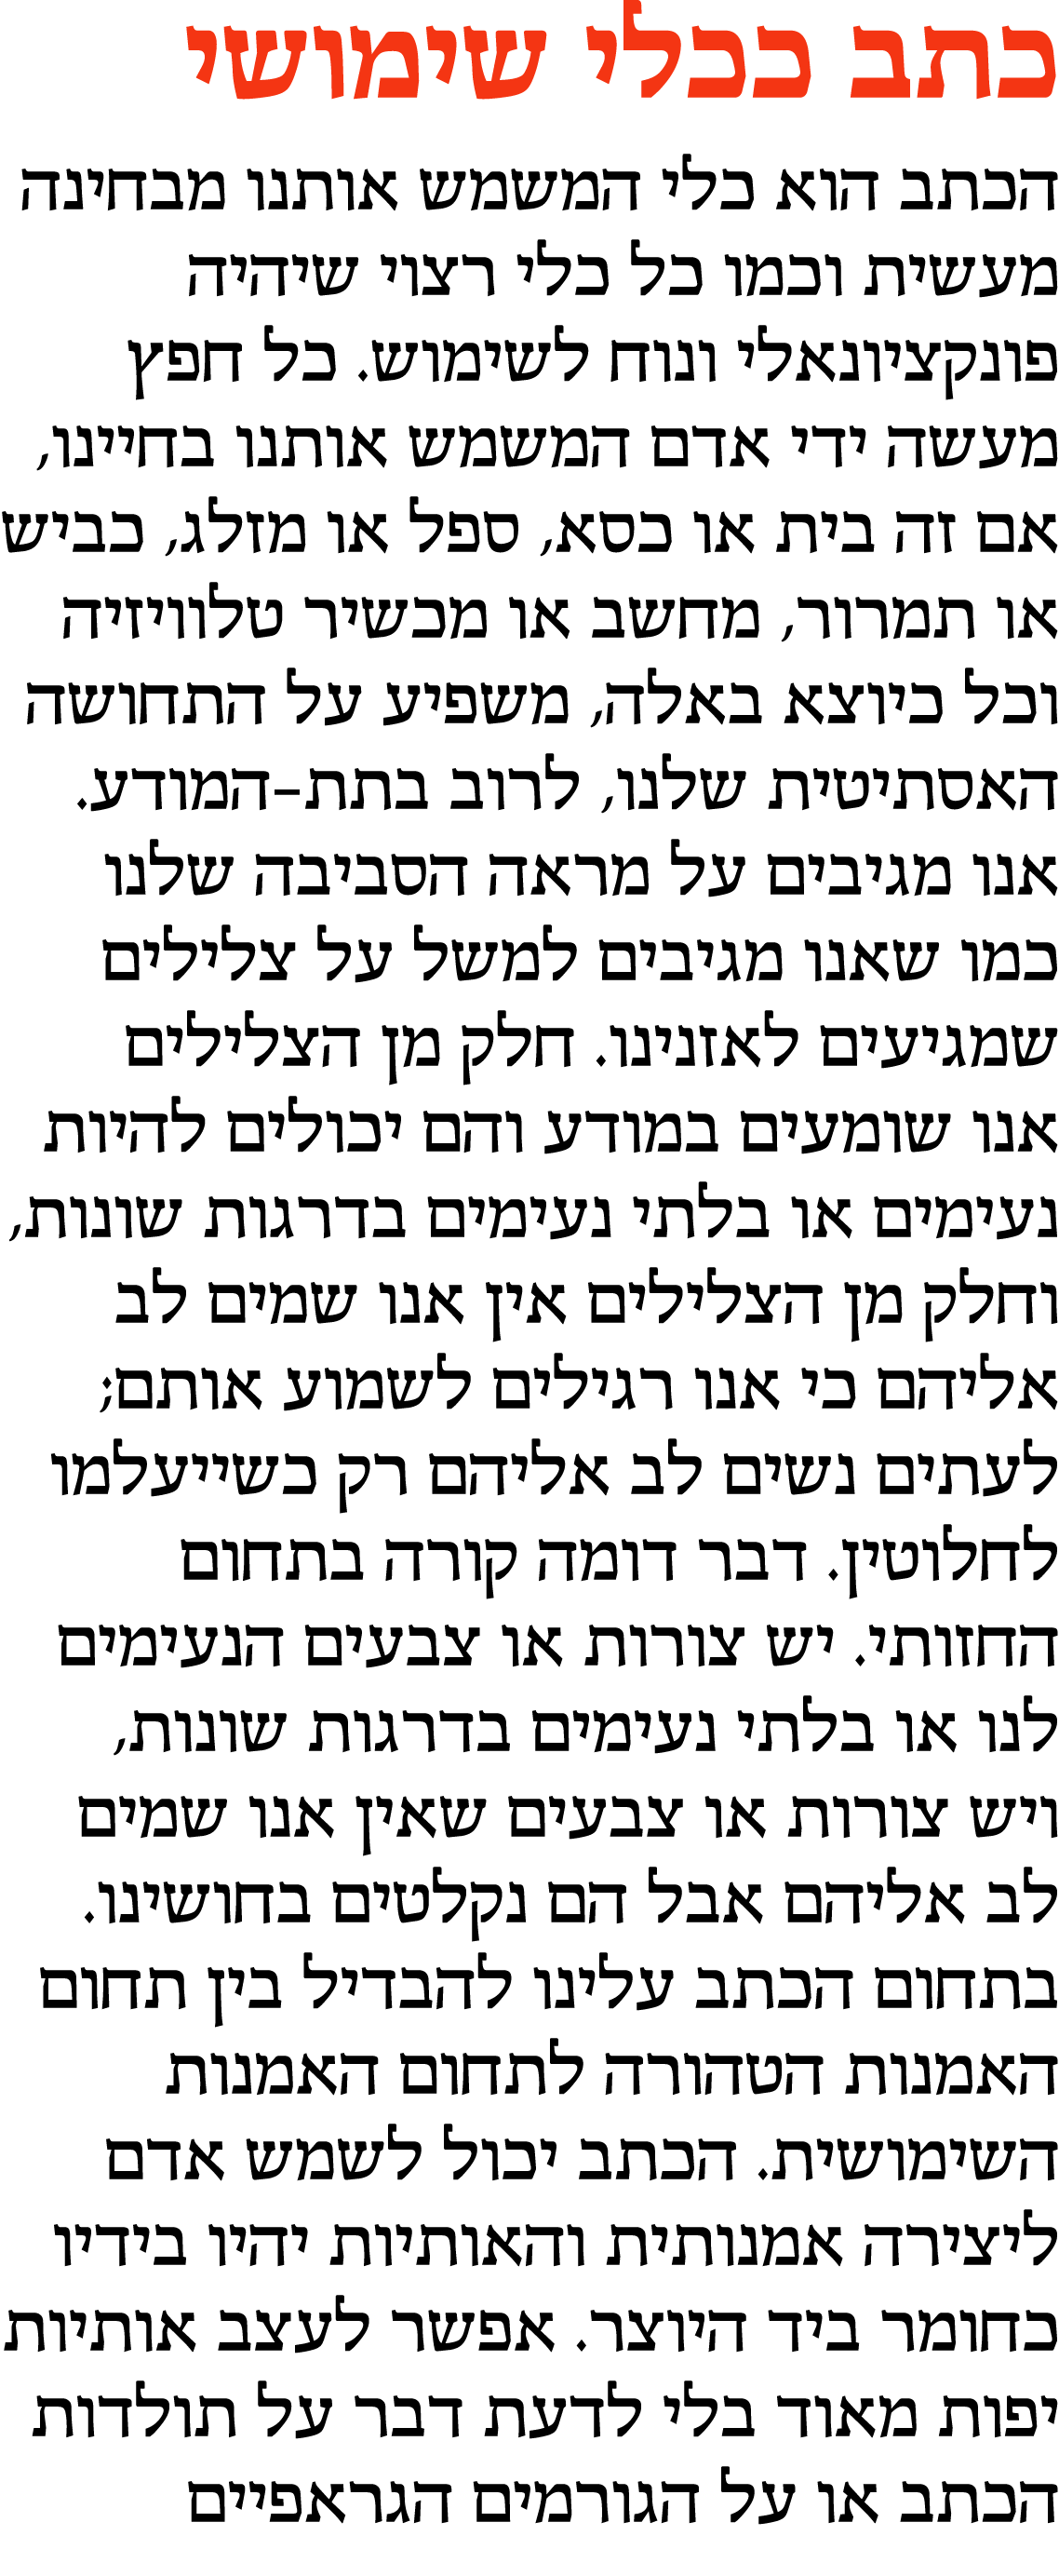 כתב ככלי שימושי
הכתב הוא כלי המשמש אותנו מבחינה
מעשית וכמו כל כלי רצוי שיהיה
פונקציונאלי ונוח לשימוש. כל חפץ
מעשה ידי אדם המשמש אותנו בחיינו,
אם זה בית או כסא, ספל או מזלג, כביש
או תמרור, מחשב או מכשיר טלוויזיה
וכל כיוצא באלה, משפיע על התחושה
האסתיטית שלנו, לרוב בתת-המודע.
אנו מגיבים על מראה הסביבה שלנו
כמו שאנו מגיבים למשל על צלילים
שמגיעים לאזנינו. חלק מן הצלילים
אנו שומעים במודע והם יכולים להיות
נעימים או בלתי נעימים בדרגות שונות,
וחלק מן הצלילים אין אנו שמים לב
אליהם כי אנו רגילים לשמוע אותם;
לעתים נשים לב אליהם רק כשייעלמו
לחלוטין. דבר דומה קורה בתחום
החזותי. יש צורות או צבעים הנעימים
לנו או בלתי נעימים בדרגות שונות,
ויש צורות או צבעים שאין אנו שמים
לב אליהם אבל הם נקלטים בחושינו.
בתחום הכתב עלינו להבדיל בין תחום
האמנות הטהורה לתחום האמנות
השימושית. הכתב יכול לשמש אדם
ליצירה אמנותית והאותיות יהיו בידיו
כחומר ביד היוצר. אפשר לעצב אותיות
יפות מאוד בלי לדעת דבר על תולדות
הכתב או על הגורמים הגראפיים